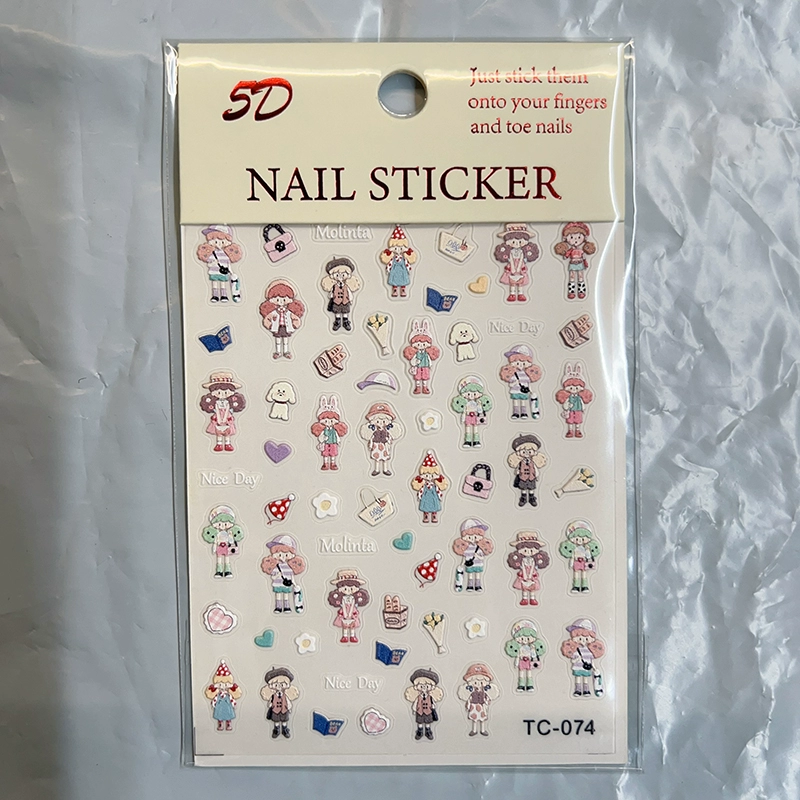 5D
Just stick them
onto your fingers
and toe nails
NAIL STICKER
Molinta
Nice Day
Nice Day
Molinta
Nice Day
TC-074